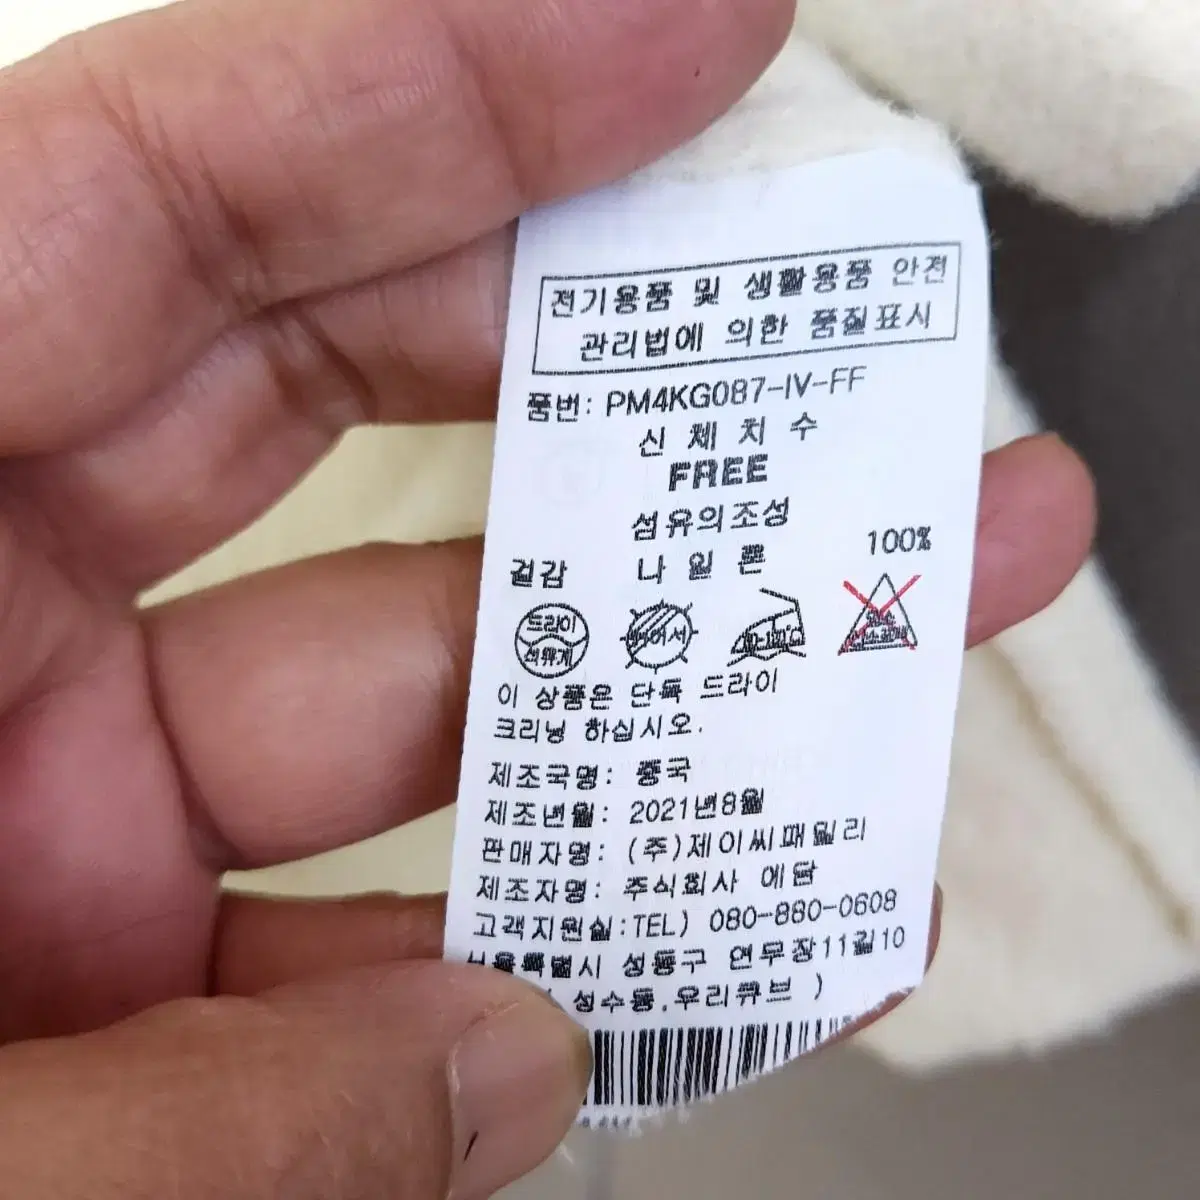 전기용품 및 생활용품 안전
관리법에 의한 품질표시
품번: PM4KG087-IV-FF
신 체 치 수
FREE
섬유의조성
겉감 나 일 론 100%
드라이
석유계
이 상품은 단독 드라이
크리닝 하십시오.
제조국명: 중국
제조년월: 2021년8월
판매자명: (주)제이씨패밀리
제조자명: 주식회사 에담
고객지원실:TEL) 080-880-0608
서울특별시 성동구 연무장11길10
( 성수동,우리큐브 )